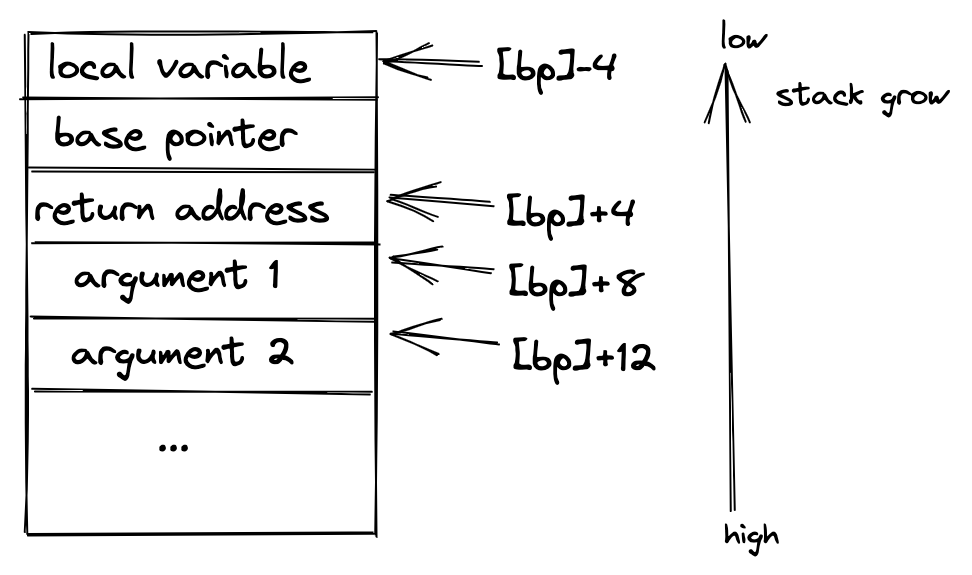 local variable
[bp]-4
base pointer
return address
[bp]+4
argument 1
[bp]+8
argument 2
[bp]+12
...
low
stack grow
high